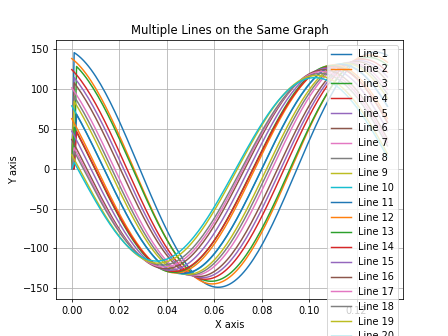 Multiple Lines on the Same Graph
Y axis
150
100
50
0
−50
−100
−150
0.00
0.02
0.04
0.06
0.08
0.10
X axis
Line 1
Line 2
Line 3
Line 4
Line 5
Line 6
Line 7
Line 8
Line 9
Line 10
Line 11
Line 12
Line 13
Line 14
Line 15
Line 16
Line 17
Line 18
Line 19
Line 20